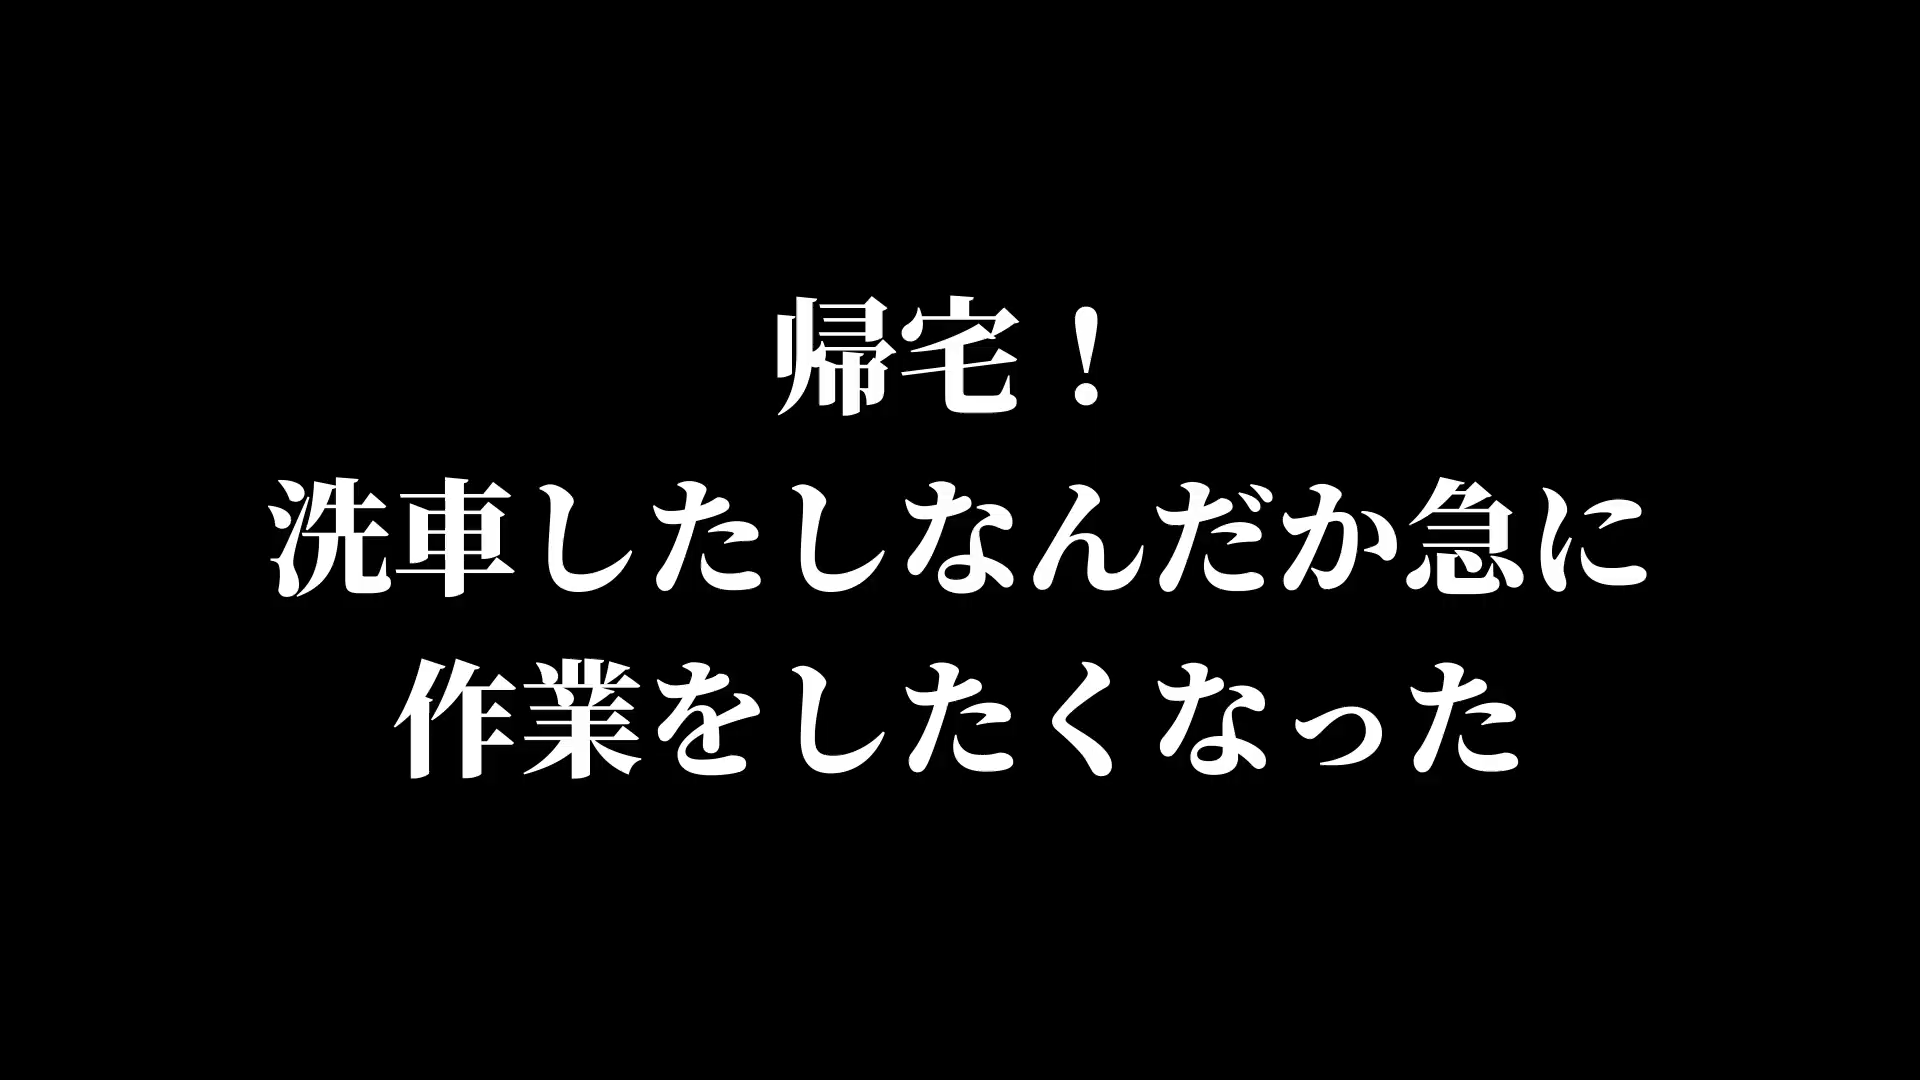 帰宅！
洗車したしなんだか急に
作業をしたくなった